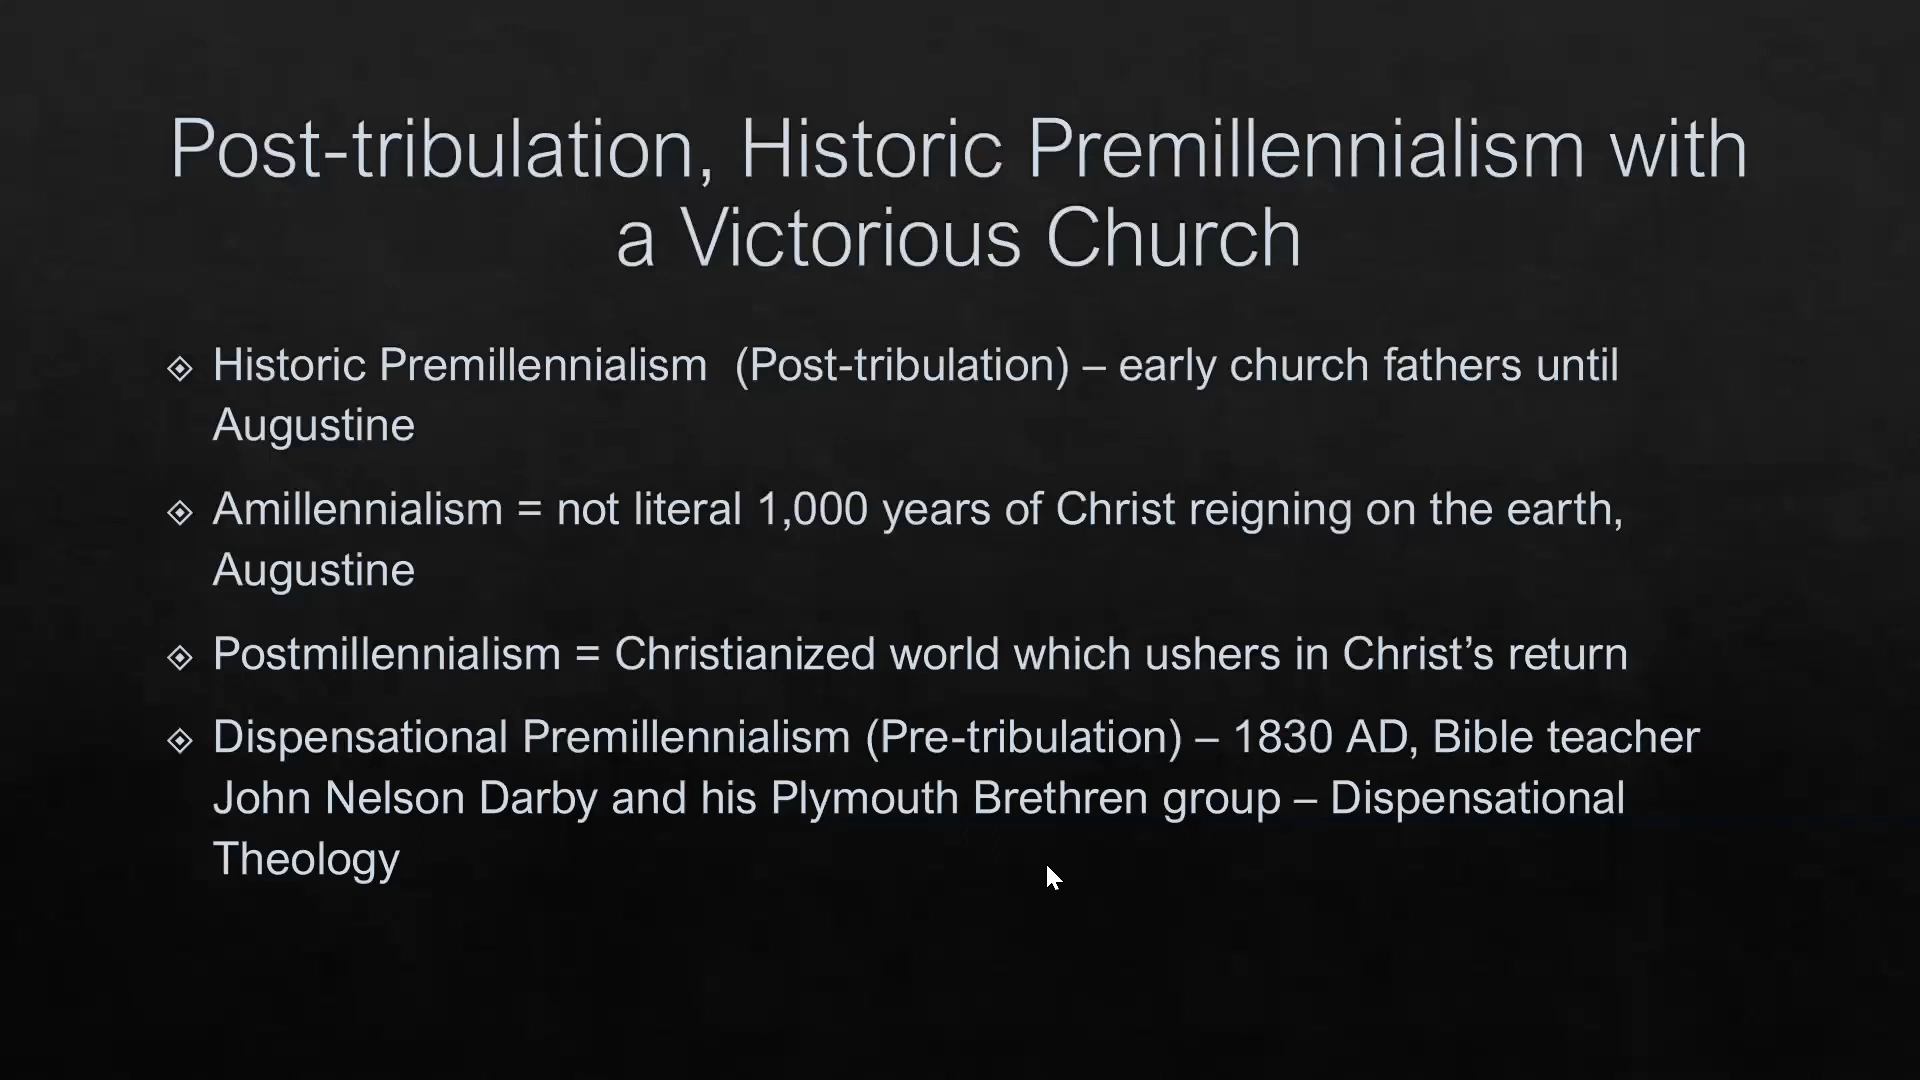 Post-tribulation, Historic Premillennialism with
a Victorious Church
Historic Premillennialism  (Post-tribulation) – early church fathers until
Augustine
Amillennialism = not literal 1,000 years of Christ reigning on the earth,
Augustine
Postmillennialism = Christianized world which ushers in Christ’s return
Dispensational Premillennialism (Pre-tribulation) – 1830 AD, Bible teacher
John Nelson Darby and his Plymouth Brethren group – Dispensational
Theology